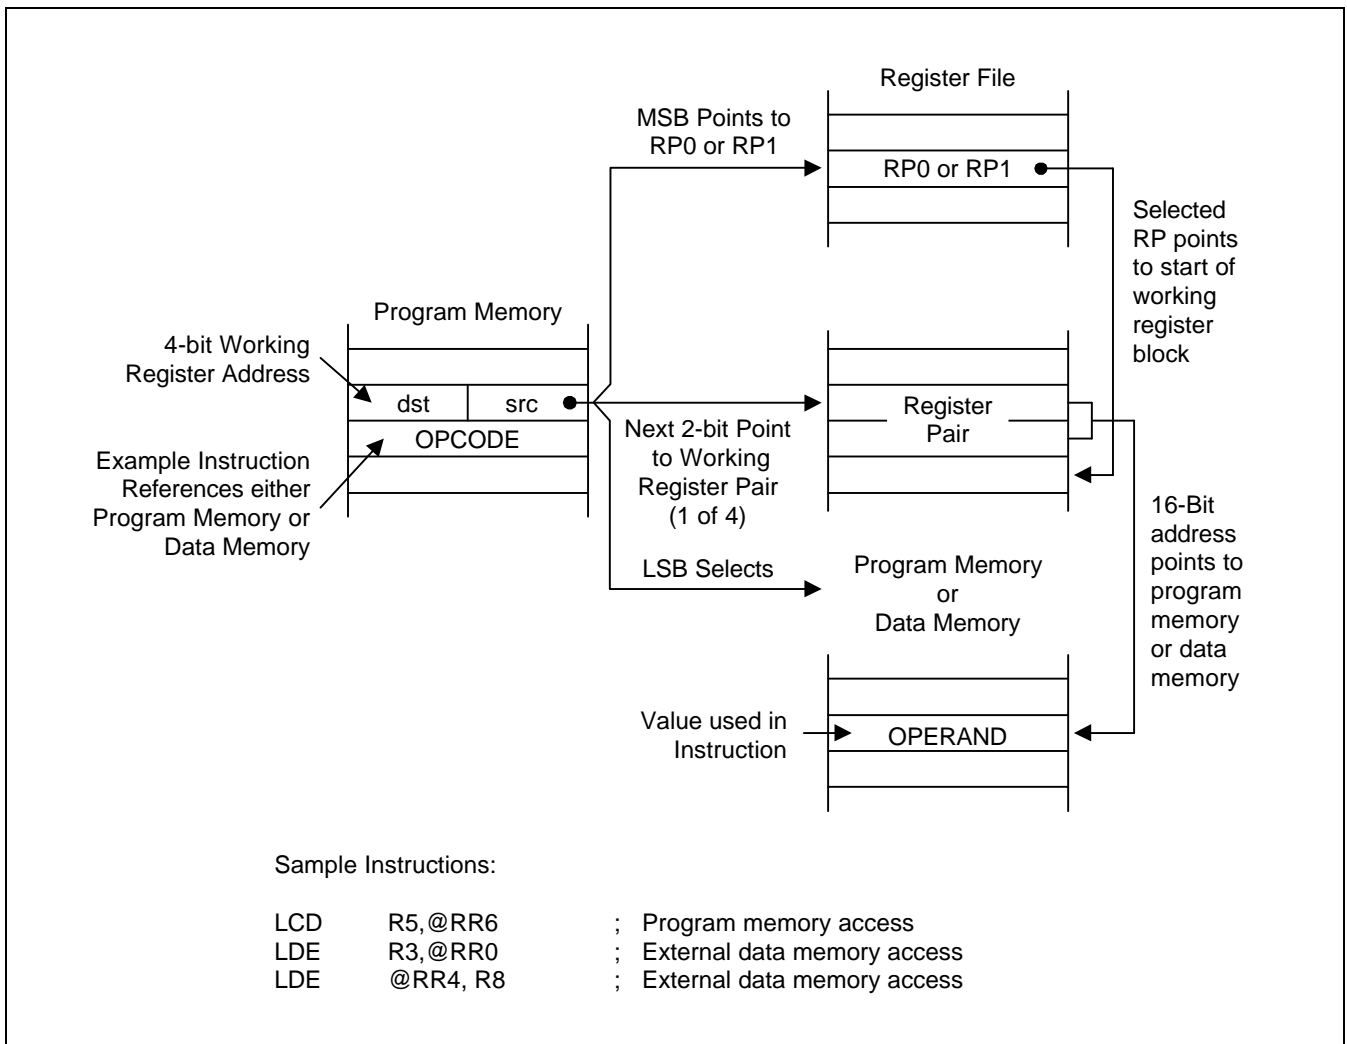 Register File
MSB Points to
RP0 or RP1
RP0 or RP1
Selected
RP points
to start of
working
register
block
Program Memory
4-bit Working
Register Address
dst src
OPCODE
Example Instruction
References either
Program Memory or
Data Memory
Register
Pair
Next 2-bit Point
to Working
Register Pair
(1 of 4)
16-Bit
address
points to
program
memory
or data
memory
LSB Selects
Program Memory
or
Data Memory
Value used in
Instruction
OPERAND
Sample Instructions:
LCD R5,@RR6 ; Program memory access
LDE R3,@RR0 ; External data memory access
LDE @RR4, R8 ; External data memory access